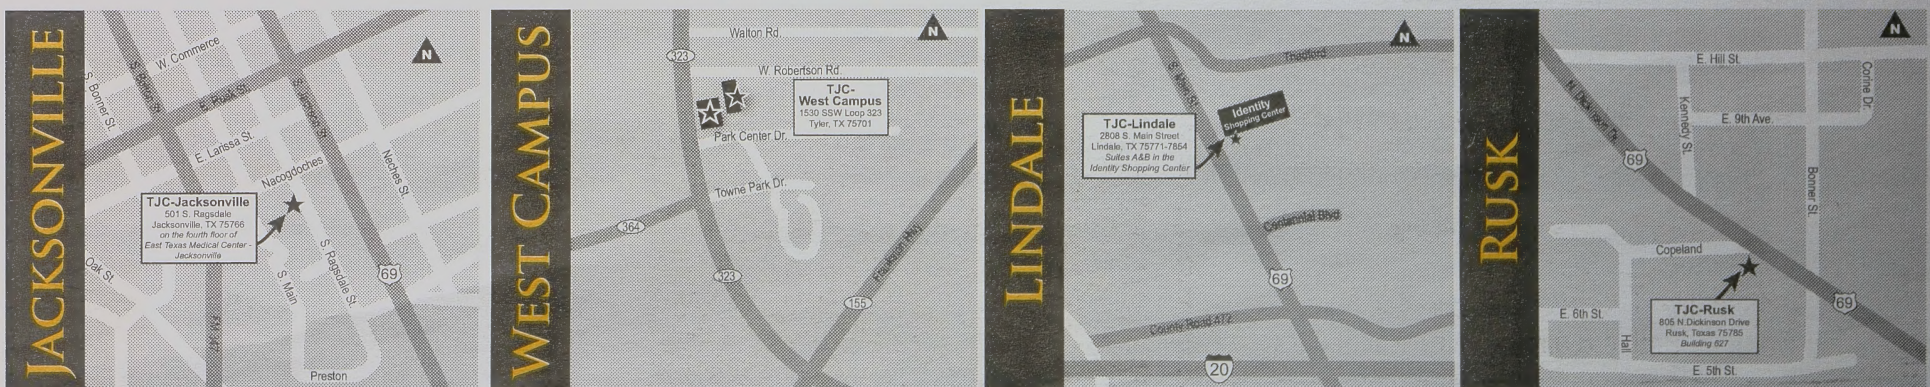 JACKSONVILLE
W. Commerce
N
S. Bonner St.
S. Bolton St.
E. Rusk St.
S. Jackson St.
E. Larissa St.
Nacogdoches
Neches St.
TJC-Jacksonville
501 S. Ragsdale
Jacksonville, TX 75766
on the fourth floor of
East Texas Medical Center -
Jacksonville
Oak St.
S. Main
S. Ragsdale St.
69
Preston
WEST CAMPUS
323
Walton Rd.
N
W. Robertson Rd.
TJC-
West Campus
1530 SSW Loop 323
Tyler, TX 75701
Park Center Dr.
Towne Park Dr.
364
323
Frankston Hwy.
155
LINDALE
N
Thadford
S. Main St.
Identity
Shopping Center
TJC-Lindale
2808 S. Main Street
Lindale, TX 75771-7854
Suites A&B in the
Identity Shopping Center
Centennial Blvd
69
County Road 472
20
RUSK
N
E. Hill St.
N. Dickinson Dr.
Kennedy St.
Corine Dr.
E. 9th Ave.
69
Bonner St.
Copeland
TJC-Rusk
805 N.Dickinson Drive
Rusk, Texas 75785
Building 627
69
E. 6th St.
Hall
E. 5th St.